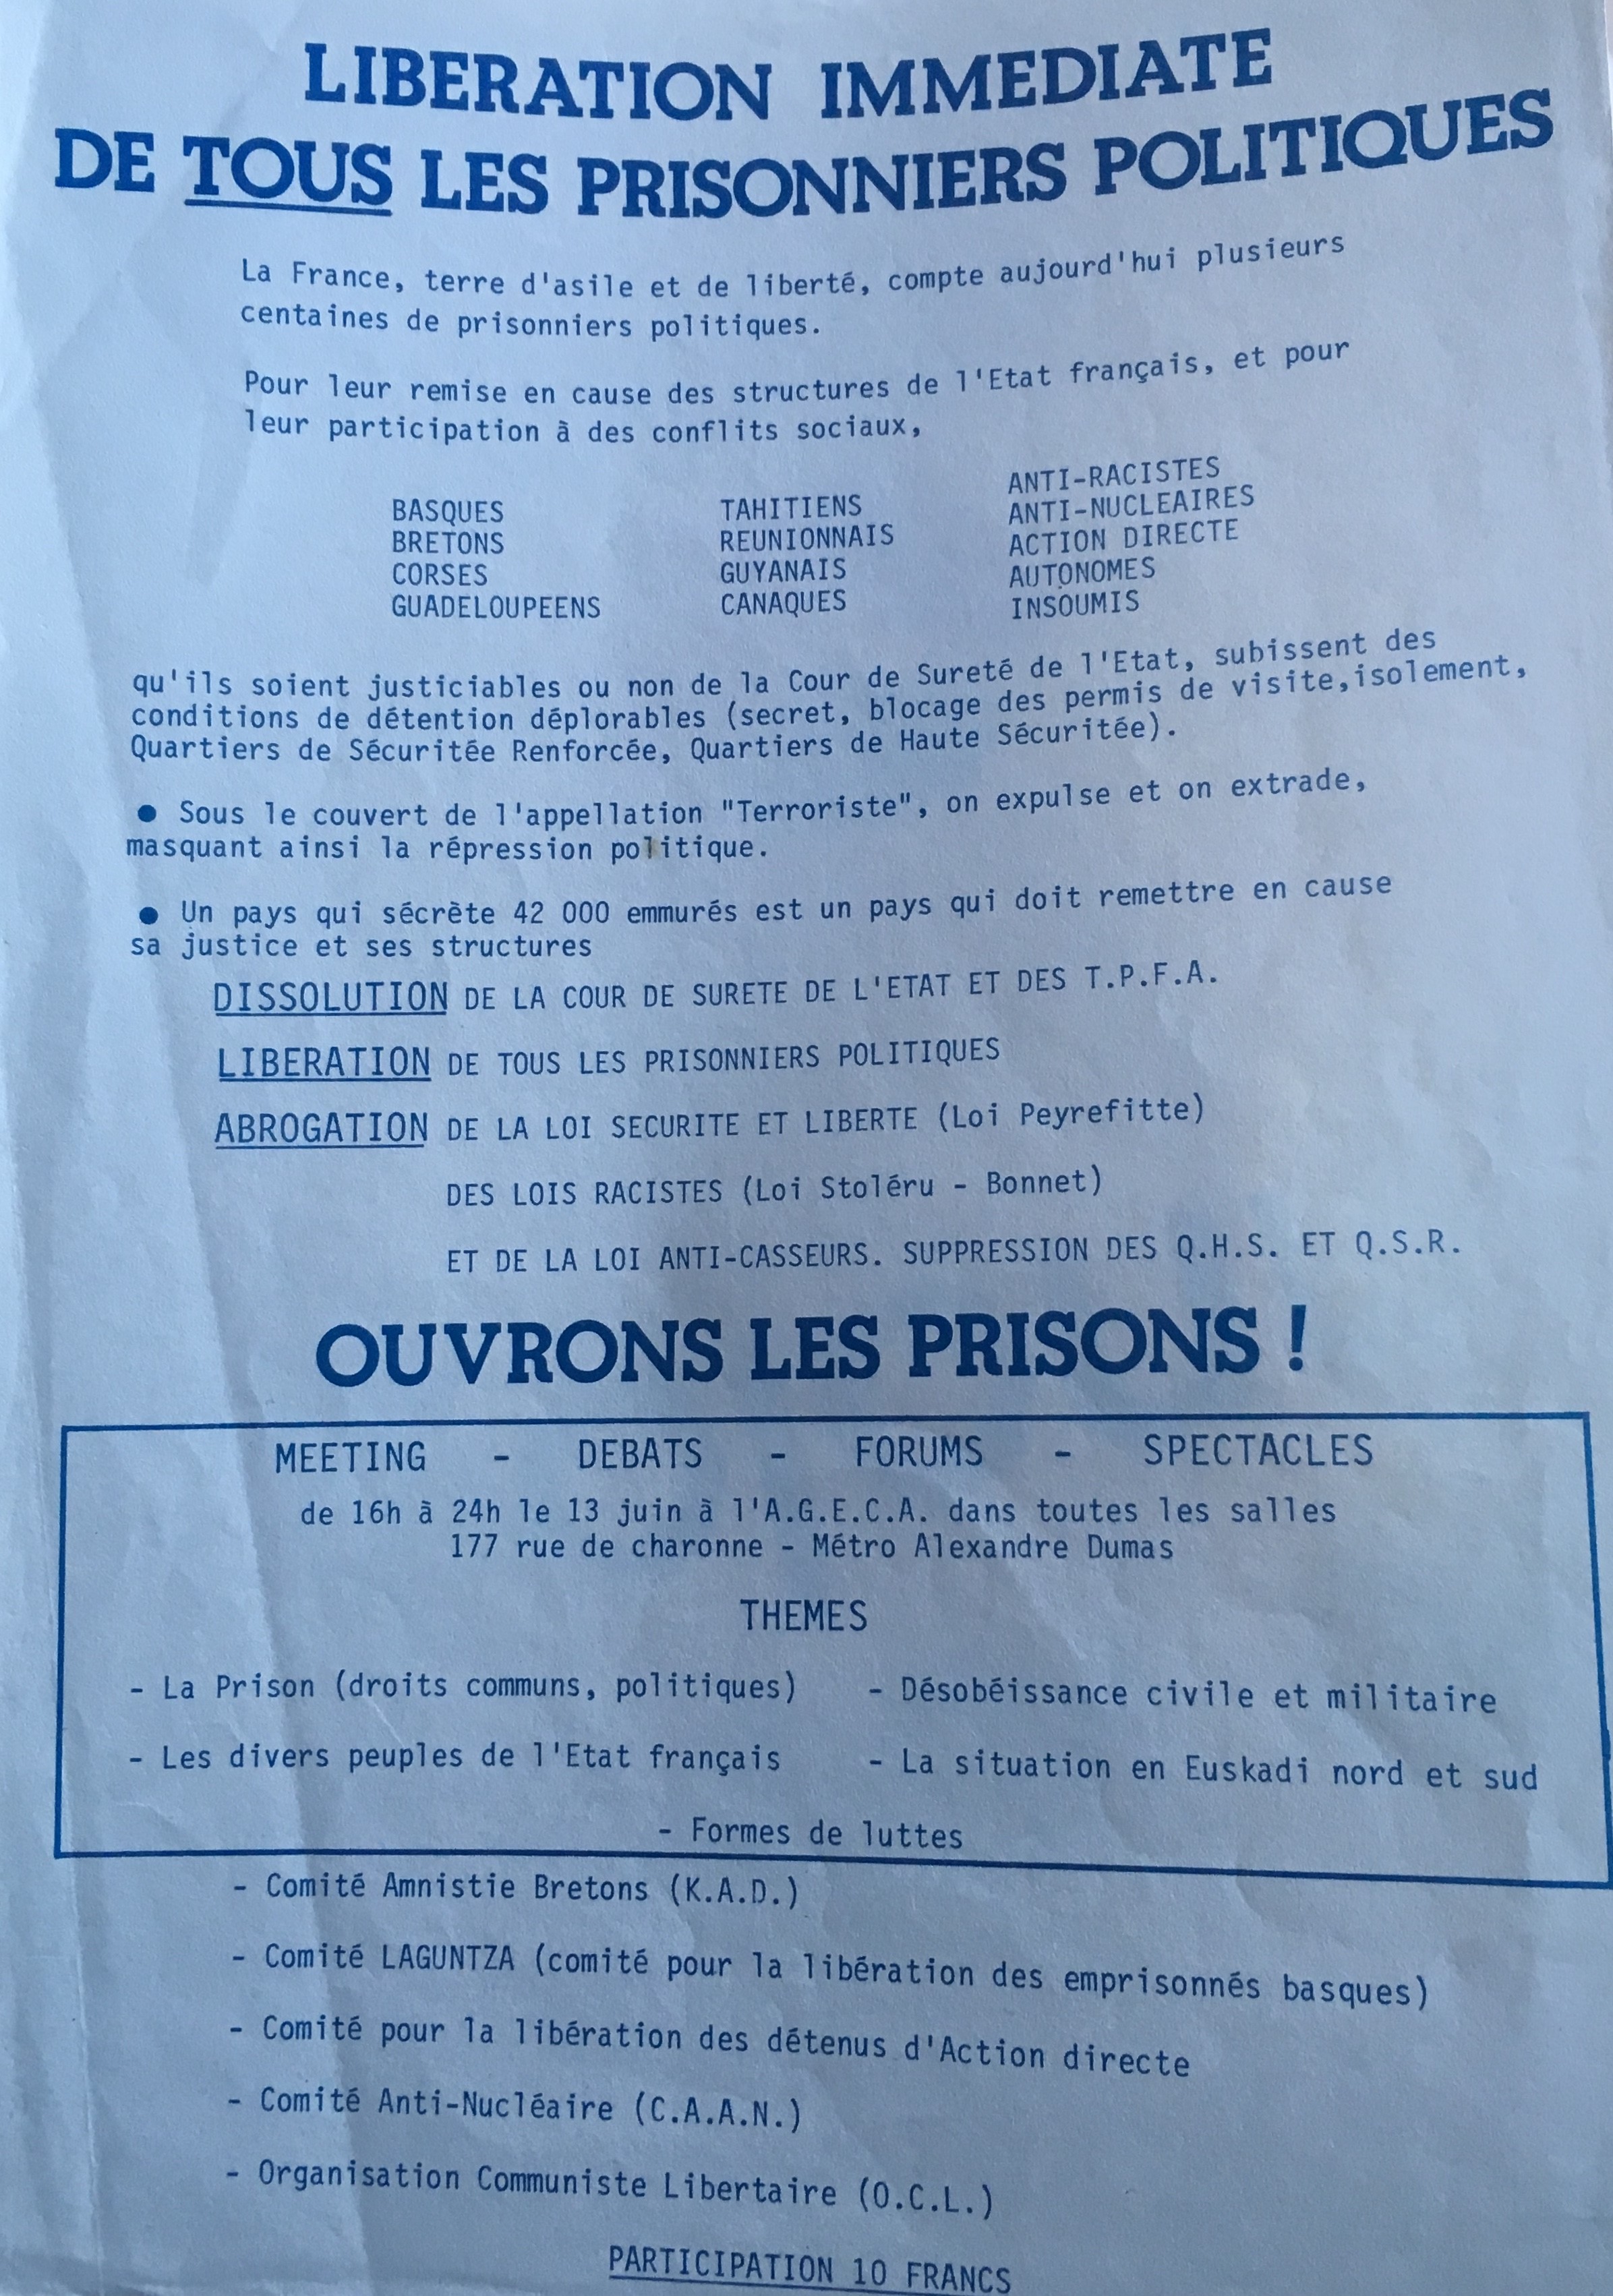 LIBERATION IMMEDIATE
DE TOUS LES PRISONNIERS POLITIQUES
La France, terre d'asile et de liberté, compte aujourd'hui plusieurs
centaines de prisonniers politiques.
Pour leur remise en cause des structures de l'Etat français, et pour
leur participation à des conflits sociaux,
BASQUES
BRETONS
CORSES
GUADELOUPEENS
TAHITIENS
REUNIONNAIS
GUYANAIS
CANAQUES
ANTI-RACISTES
ANTI-NUCLEAIRES
ACTION DIRECTE
AUTONOMES
INSOUMIS
qu'ils soient justiciables ou non de la Cour de Sureté de l'Etat, subissent des
conditions de détention déplorables (secret, blocage des permis de visite,isolement,
Quartiers de Sécuritée Renforcée, Quartiers de Haute Sécuritée).
● Sous le couvert de l'appellation "Terroriste", on expulse et on extrade,
masquant ainsi la répression politique.
● Un pays qui sécrète 42 000 emmurés est un pays qui doit remettre en cause
sa justice et ses structures
DISSOLUTION DE LA COUR DE SURETE DE L'ETAT ET DES T.P.F.A.
LIBERATION DE TOUS LES PRISONNIERS POLITIQUES
ABROGATION DE LA LOI SECURITE ET LIBERTE (Loi Peyrefitte)
DES LOIS RACISTES (Loi Stoléru - Bonnet)
ET DE LA LOI ANTI-CASSEURS. SUPPRESSION DES Q.H.S. ET Q.S.R.
OUVRONS LES PRISONS !
MEETING - DEBATS - FORUMS - SPECTACLES
de 16h à 24h le 13 juin à l'A.G.E.C.A. dans toutes les salles
177 rue de charonne - Métro Alexandre Dumas
THEMES
- La Prison (droits communs, politiques) - Désobéissance civile et militaire
- Les divers peuples de l'Etat français - La situation en Euskadi nord et sud
- Formes de luttes
- Comité Amnistie Bretons (K.A.D.)
- Comité LAGUNTZA (comité pour la libération des emprisonnés basques)
- Comité pour la libération des détenus d'Action directe
- Comité Anti-Nucléaire (C.A.A.N.)
- Organisation Communiste Libertaire (O.C.L.)
PARTICIPATION 10 FRANCS